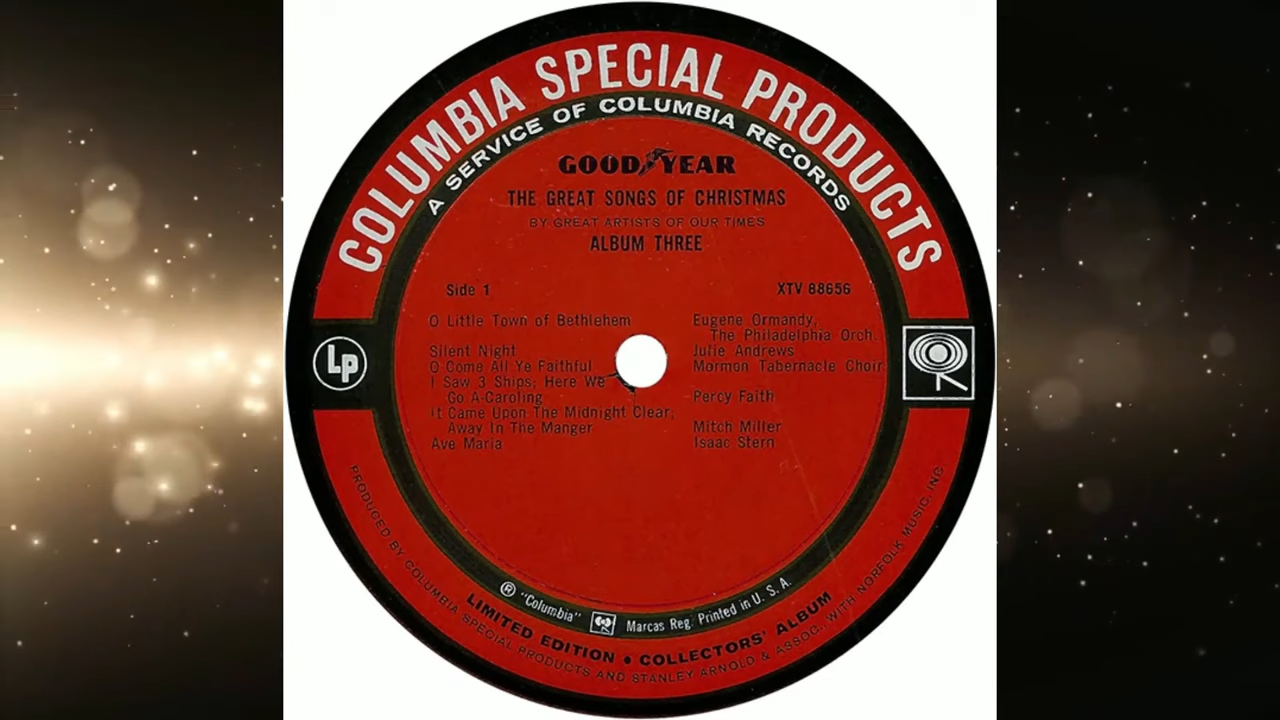 COLUMBIA SPECIAL PRODUCTS
A SERVICE OF COLUMBIA RECORDS
GOOD YEAR
THE GREAT SONGS OF CHRISTMAS
BY GREAT ARTISTS OF OUR TIMES
ALBUM THREE
Side 1 XTV 88656
O Little Town of Bethlehem Eugene Ormandy,
The Philadelphia Orch.
Silent Night Julie Andrews
O Come All Ye Faithful Mormon Tabernacle Choir
I Saw 3 Ships; Here We
Go A-Caroling Percy Faith
It Came Upon The Midnight Clear;
Away In The Manger Mitch Miller
Ave Maria Isaac Stern
LP
® "Columbia" Marcas Reg. Printed in U. S. A.
LIMITED EDITION • COLLECTORS' ALBUM
PRODUCED BY COLUMBIA SPECIAL PRODUCTS AND STANLEY ARNOLD & ASSOC., WITH NORFOLK MUSIC, INC